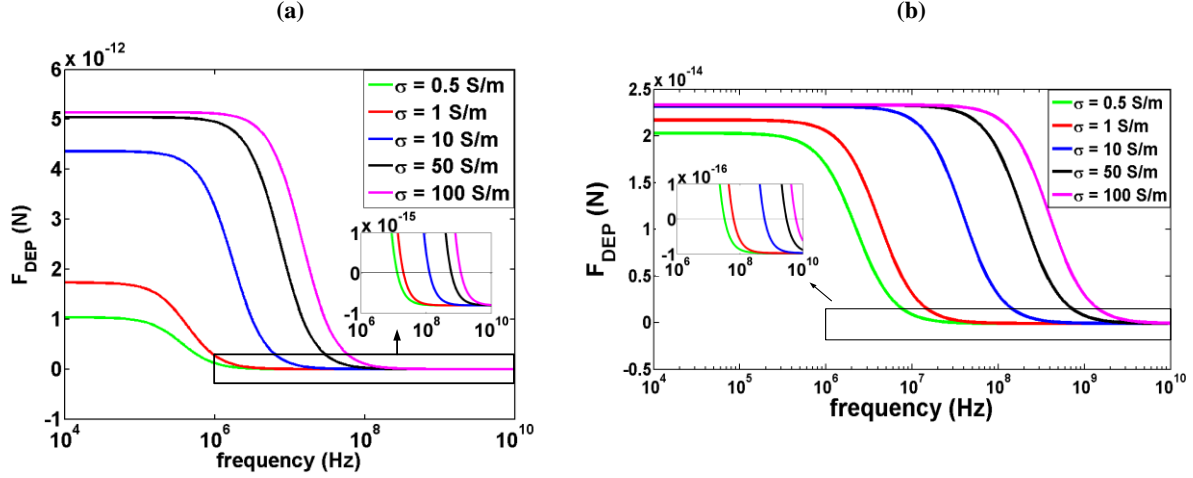 (a)
x 10^-12
6
5
4
3
2
1
0
-1
F_DEP (N)
10^4 10^6 10^8 10^10
frequency (Hz)
σ = 0.5 S/m
σ = 1 S/m
σ = 10 S/m
σ = 50 S/m
σ = 100 S/m
x 10^-15
1
0
-1
10^6 10^8 10^10
(b)
x 10^-14
2.5
2
1.5
1
0.5
0
-0.5
F_DEP (N)
10^4 10^5 10^6 10^7 10^8 10^9 10^10
frequency (Hz)
σ = 0.5 S/m
σ = 1 S/m
σ = 10 S/m
σ = 50 S/m
σ = 100 S/m
x 10^-16
1
0
-1
10^6 10^8 10^10